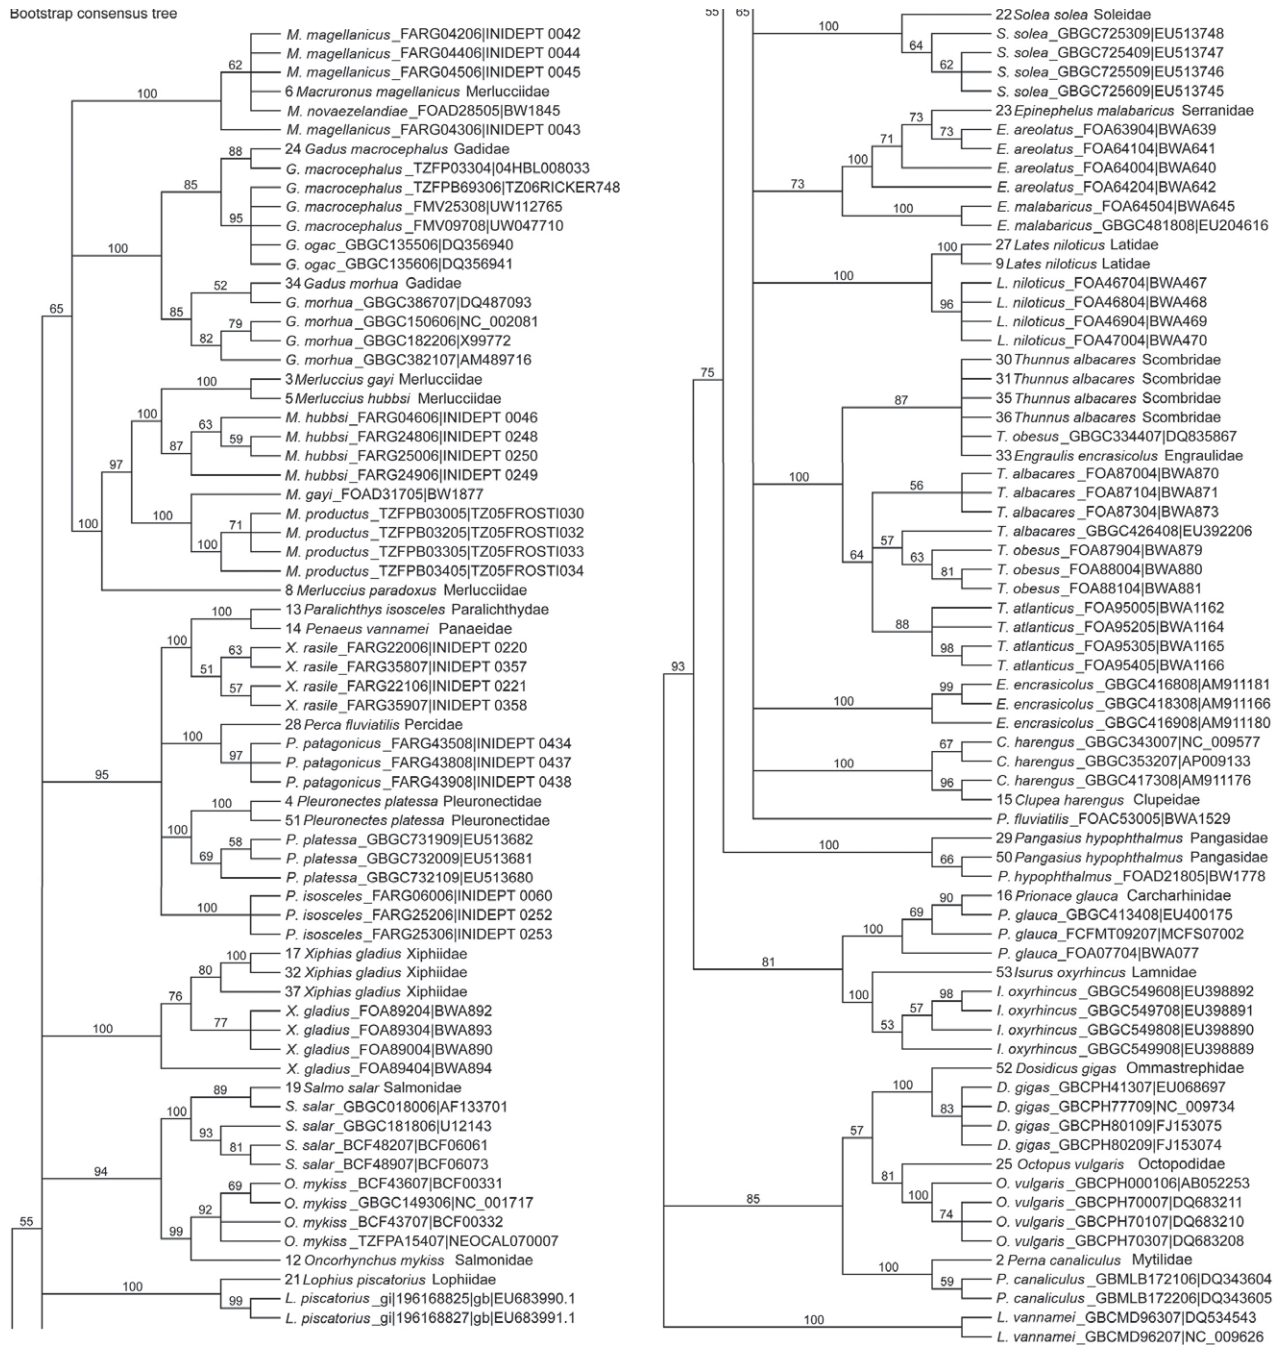 Bootstrap consensus tree
M. magellanicus_FARG04206|INIDEPT 0042
M. magellanicus_FARG04406|INIDEPT 0044
62
M. magellanicus_FARG04506|INIDEPT 0045
6 Macruronus magellanicus Merlucciidae
100
M. novaezelandiae_FOAD28505|BW1845
M. magellanicus_FARG04306|INIDEPT 0043
88
24 Gadus macrocephalus Gadidae
G. macrocephalus_TZFP03304|04HBL008033
85
G. macrocephalus_TZFPB69306|TZ06RICKER748
G. macrocephalus_FMV25308|UW112765
95
G. macrocephalus_FMV09708|UW047710
100
G. ogac_GBGC135506|DQ356940
G. ogac_GBGC135606|DQ356941
52
34 Gadus morhua Gadidae
G. morhua_GBGC386707|DQ487093
65
85
79
G. morhua_GBGC150606|NC_002081
82
G. morhua_GBGC182206|X99772
G. morhua_GBGC382107|AM489716
100
3 Merluccius gayi Merlucciidae
5 Merluccius hubbsi Merlucciidae
100
M. hubbsi_FARG04606|INIDEPT 0046
63
M. hubbsi_FARG24806|INIDEPT 0248
59
87
M. hubbsi_FARG25006|INIDEPT 0250
97
M. hubbsi_FARG24906|INIDEPT 0249
M. gayi_FOAD31705|BW1877
100
M. productus_TZFPB03005|TZ05FROSTI030
100
71
M. productus_TZFPB03205|TZ05FROSTI032
100
M. productus_TZFPB03305|TZ05FROSTI033
M. productus_TZFPB03405|TZ05FROSTI034
8 Merluccius paradoxus Merlucciidae
100
13 Paralichthys isosceles Paralichthydae
14 Penaeus vannamei Panaeidae
100
63
X. rasile_FARG22006|INIDEPT 0220
51
X. rasile_FARG35807|INIDEPT 0357
57
X. rasile_FARG22106|INIDEPT 0221
X. rasile_FARG35907|INIDEPT 0358
28 Perca fluviatilis Percidae
100
P. patagonicus_FARG43508|INIDEPT 0434
97
P. patagonicus_FARG43808|INIDEPT 0437
95
P. patagonicus_FARG43908|INIDEPT 0438
100
4 Pleuronectes platessa Pleuronectidae
51 Pleuronectes platessa Pleuronectidae
100
58
P. platessa_GBGC731909|EU513682
69
P. platessa_GBGC732009|EU513681
P. platessa_GBGC732109|EU513680
P. isosceles_FARG06006|INIDEPT 0060
100
P. isosceles_FARG25206|INIDEPT 0252
P. isosceles_FARG25306|INIDEPT 0253
100
17 Xiphias gladius Xiphiidae
80
32 Xiphias gladius Xiphiidae
76
37 Xiphias gladius Xiphiidae
X. gladius_FOA89204|BWA892
77
X. gladius_FOA89304|BWA893
100
X. gladius_FOA89004|BWA890
X. gladius_FOA89404|BWA894
89
19 Salmo salar Salmonidae
S. salar_GBGC018006|AF133701
100
S. salar_GBGC181806|U12143
93
81
S. salar_BCF48207|BCF06061
S. salar_BCF48907|BCF06073
94
69
O. mykiss_BCF43607|BCF00331
O. mykiss_GBGC149306|NC_001717
92
O. mykiss_BCF43707|BCF00332
99
O. mykiss_TZFPA15407|NEOCAL070007
55
12 Oncorhynchus mykiss Salmonidae
100
21 Lophius piscatorius Lophiidae
99
L. piscatorius_gi|196168825|gb|EU683990.1
L. piscatorius_gi|196168827|gb|EU683991.1
55
65
22 Solea solea Soleidae
100
S. solea_GBGC725309|EU513748
64
S. solea_GBGC725409|EU513747
62
S. solea_GBGC725509|EU513746
S. solea_GBGC725609|EU513745
23 Epinephelus malabaricus Serranidae
73
73
E. areolatus_FOA63904|BWA639
71
E. areolatus_FOA64104|BWA641
100
E. areolatus_FOA64004|BWA640
73
E. areolatus_FOA64204|BWA642
100
E. malabaricus_FOA64504|BWA645
E. malabaricus_GBGC481808|EU204616
100
27 Lates niloticus Latidae
9 Lates niloticus Latidae
100
L. niloticus_FOA46704|BWA467
96
L. niloticus_FOA46804|BWA468
L. niloticus_FOA46904|BWA469
L. niloticus_FOA47004|BWA470
30 Thunnus albacares Scombridae
75
31 Thunnus albacares Scombridae
87
35 Thunnus albacares Scombridae
36 Thunnus albacares Scombridae
T. obesus_GBGC334407|DQ835867
33 Engraulis encrasicolus Engraulidae
100
T. albacares_FOA87004|BWA870
56
T. albacares_FOA87104|BWA871
T. albacares_FOA87304|BWA873
T. albacares_GBGC426408|EU392206
57
T. obesus_FOA87904|BWA879
64
63
T. obesus_FOA88004|BWA880
81
T. obesus_FOA88104|BWA881
T. atlanticus_FOA95005|BWA1162
88
T. atlanticus_FOA95205|BWA1164
98
T. atlanticus_FOA95305|BWA1165
T. atlanticus_FOA95405|BWA1166
93
99
E. encrasicolus_GBGC416808|AM911181
100
E. encrasicolus_GBGC418308|AM911166
E. encrasicolus_GBGC416908|AM911180
67
C. harengus_GBGC343007|NC_009577
100
C. harengus_GBGC353207|AP009133
96
C. harengus_GBGC417308|AM911176
15 Clupea harengus Clupeidae
P. fluviatilis_FOAC53005|BWA1529
100
29 Pangasius hypophthalmus Pangasidae
66
50 Pangasius hypophthalmus Pangasidae
P. hypophthalmus_FOAD21805|BW1778
90
16 Prionace glauca Carcharhinidae
69
P. glauca_GBGC413408|EU400175
100
P. glauca_FCFMT09207|MCFS07002
P. glauca_FOA07704|BWA077
81
53 Isurus oxyrhincus Lamnidae
100
98
I. oxyrhincus_GBGC549608|EU398892
57
I. oxyrhincus_GBGC549708|EU398891
53
I. oxyrhincus_GBGC549808|EU398890
I. oxyrhincus_GBGC549908|EU398889
52 Dosidicus gigas Ommastrephidae
100
D. gigas_GBCPH41307|EU068697
83
D. gigas_GBCPH77709|NC_009734
D. gigas_GBCPH80109|FJ153075
57
D. gigas_GBCPH80209|FJ153074
25 Octopus vulgaris Octopodidae
81
O. vulgaris_GBCPH000106|AB052253
100
O. vulgaris_GBCPH70007|DQ683211
85
74
O. vulgaris_GBCPH70107|DQ683210
O. vulgaris_GBCPH70307|DQ683208
2 Perna canaliculus Mytilidae
100
59
P. canaliculus_GBMLB172106|DQ343604
P. canaliculus_GBMLB172206|DQ343605
100
L. vannamei_GBCMD96307|DQ534543
L. vannamei_GBCMD96207|NC_009626